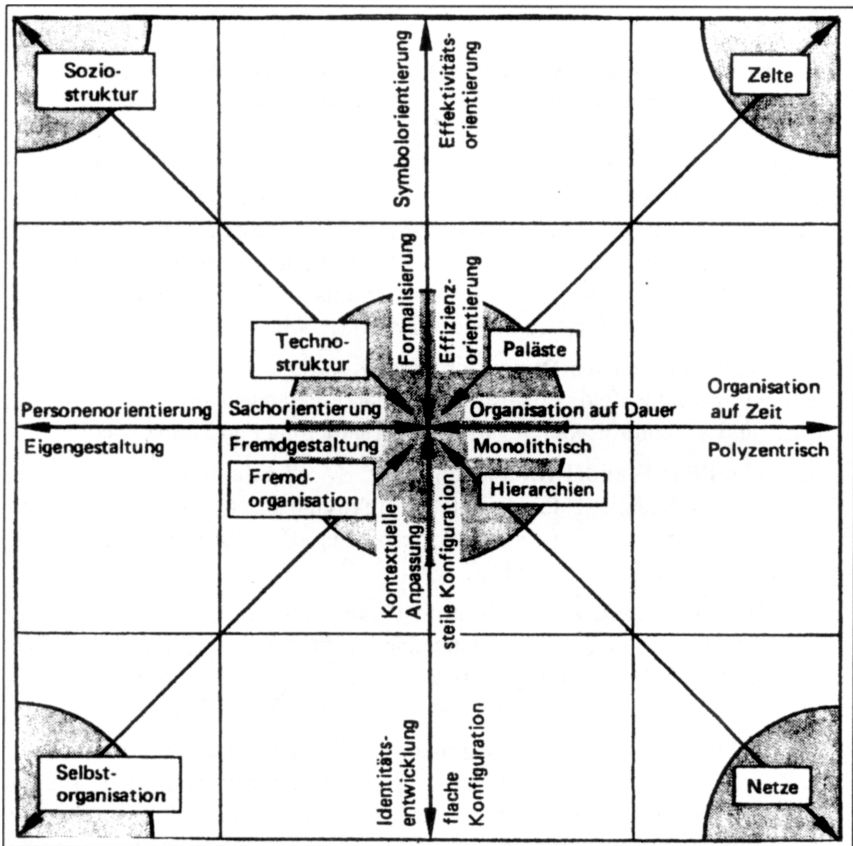 Sozio-
struktur
Symbolorientierung
Effektivitäts-
orientierung
Zelte
Techno-
struktur
Formalisierung
Effizienz-
orientierung
Paläste
Personenorientierung
Sachorientierung
Organisation auf Dauer
Organisation
auf Zeit
Eigengestaltung
Fremdgestaltung
Monolithisch
Polyzentrisch
Fremd-
organisation
Kontextuelle
Anpassung
steile Konfiguration
Hierarchien
Selbst-
organisation
Identitäts-
entwicklung
flache
Konfiguration
Netze